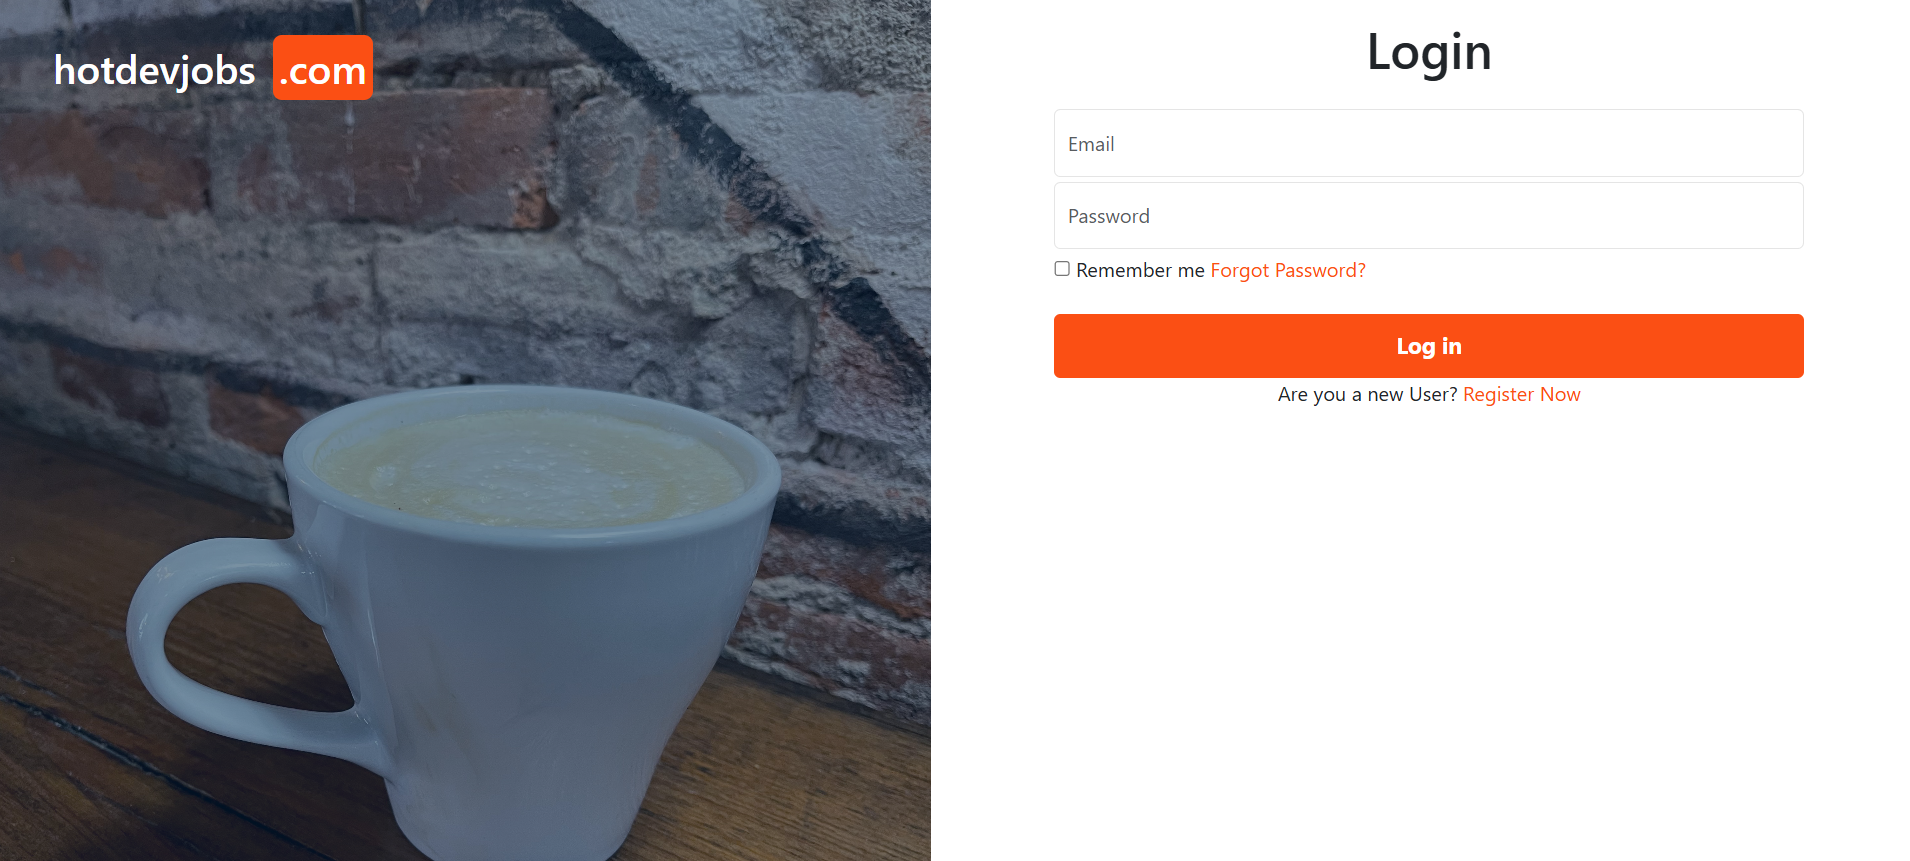 hotdevjobs .com
Login
Email
Password
Remember me Forgot Password?
Log in
Are you a new User? Register Now